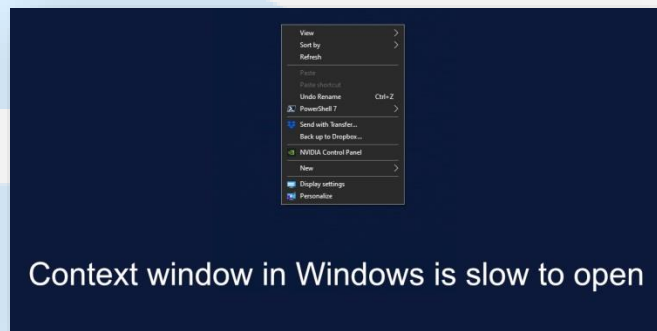 View
Sort by
Refresh
Paste
Paste shortcut
Undo Rename Ctrl+Z
PowerShell 7
Send with Transfer...
Back up to Dropbox...
NVIDIA Control Panel
New
Display settings
Personalize
Context window in Windows is slow to open